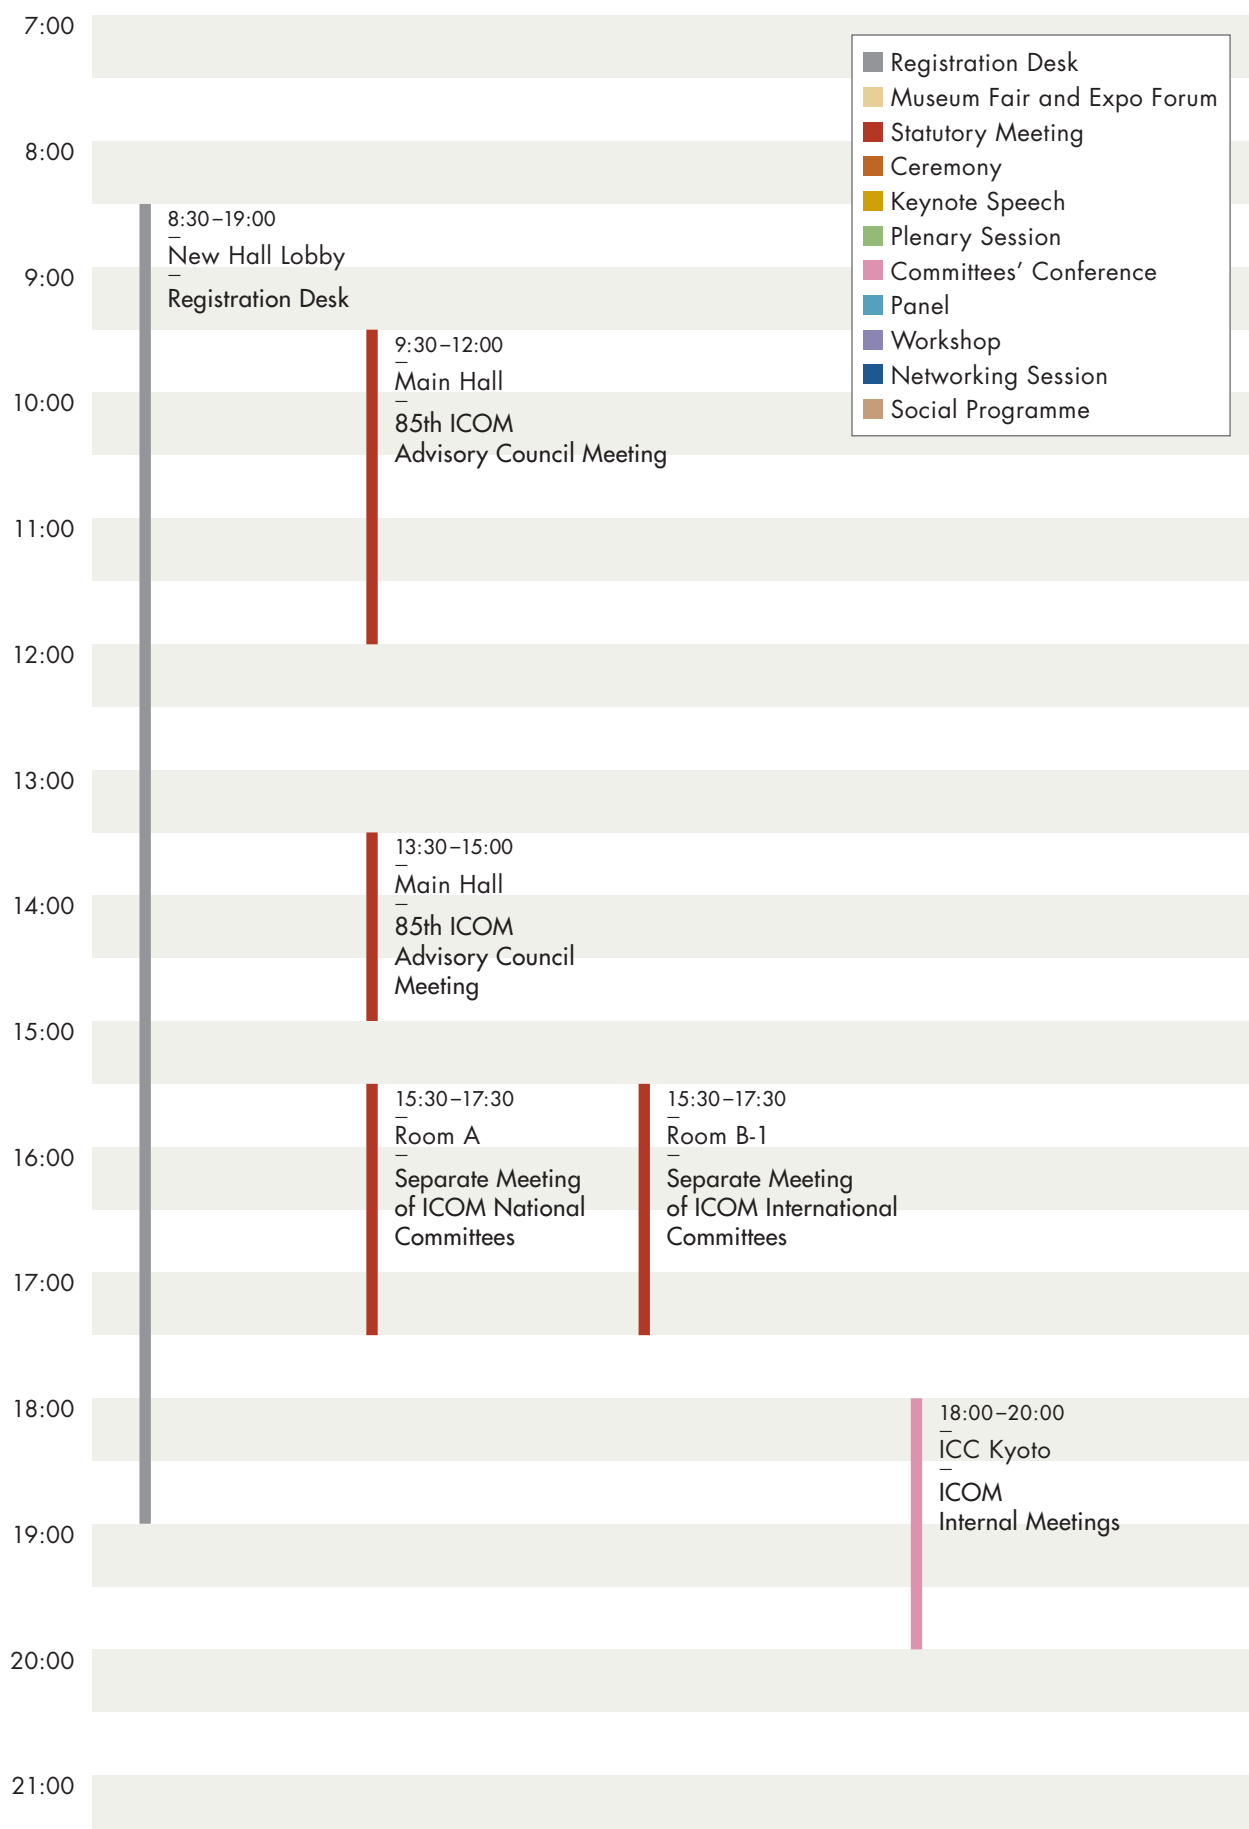 7:00
8:00
9:00
10:00
11:00
12:00
13:00
14:00
15:00
16:00
17:00
18:00
19:00
20:00
21:00
Registration Desk
Museum Fair and Expo Forum
Statutory Meeting
Ceremony
Keynote Speech
Plenary Session
Committees’ Conference
Panel
Workshop
Networking Session
Social Programme
8:30–19:00
–
New Hall Lobby
–
Registration Desk
9:30–12:00
–
Main Hall
–
85th ICOM
Advisory Council Meeting
13:30–15:00
–
Main Hall
–
85th ICOM
Advisory Council
Meeting
15:30–17:30
–
Room A
–
Separate Meeting
of ICOM National
Committees
15:30–17:30
–
Room B-1
–
Separate Meeting
of ICOM International
Committees
18:00–20:00
–
ICC Kyoto
–
ICOM
Internal Meetings